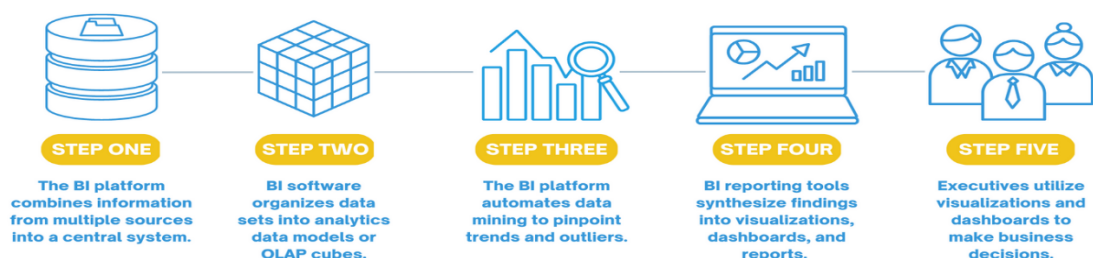 STEP ONE
The BI platform
combines information
from multiple sources
into a central system.
STEP TWO
BI software
organizes data
sets into analytics
data models or
OLAP cubes.
STEP THREE
The BI platform
automates data
mining to pinpoint
trends and outliers.
STEP FOUR
BI reporting tools
synthesize findings
into visualizations,
dashboards, and
reports.
STEP FIVE
Executives utilize
visualizations and
dashboards to
make business
decisions.